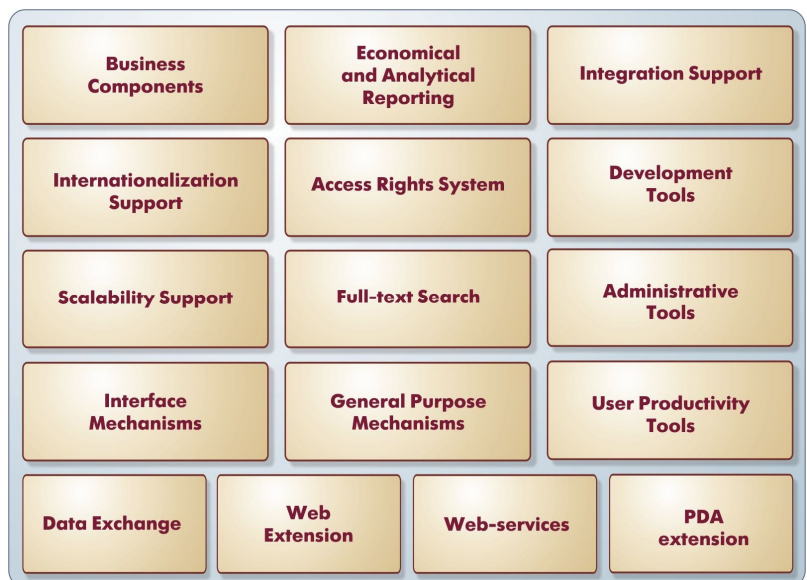 Business
Components
Economical
and Analytical
Reporting
Integration Support
Internationalization
Support
Access Rights System
Development
Tools
Scalability Support
Full-text Search
Administrative
Tools
Interface
Mechanisms
General Purpose
Mechanisms
User Productivity
Tools
Data Exchange
Web
Extension
Web-services
PDA
extension